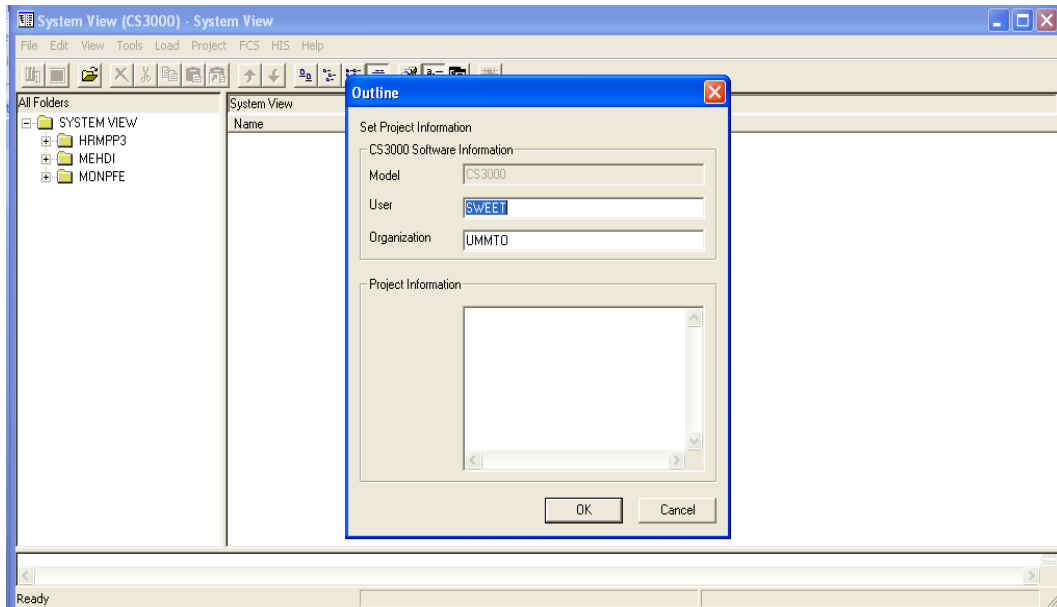 System View (CS3000) - System View
File Edit View Tools Load Project FCS HIS Help
All Folders
System View
SYSTEM VIEW
Name
HRMPP3
MEHDI
MONPFE
Outline
Set Project Information
CS3000 Software Information
Model CS3000
User SWEET
Organization UMMTO
Project Information
OK Cancel
Ready